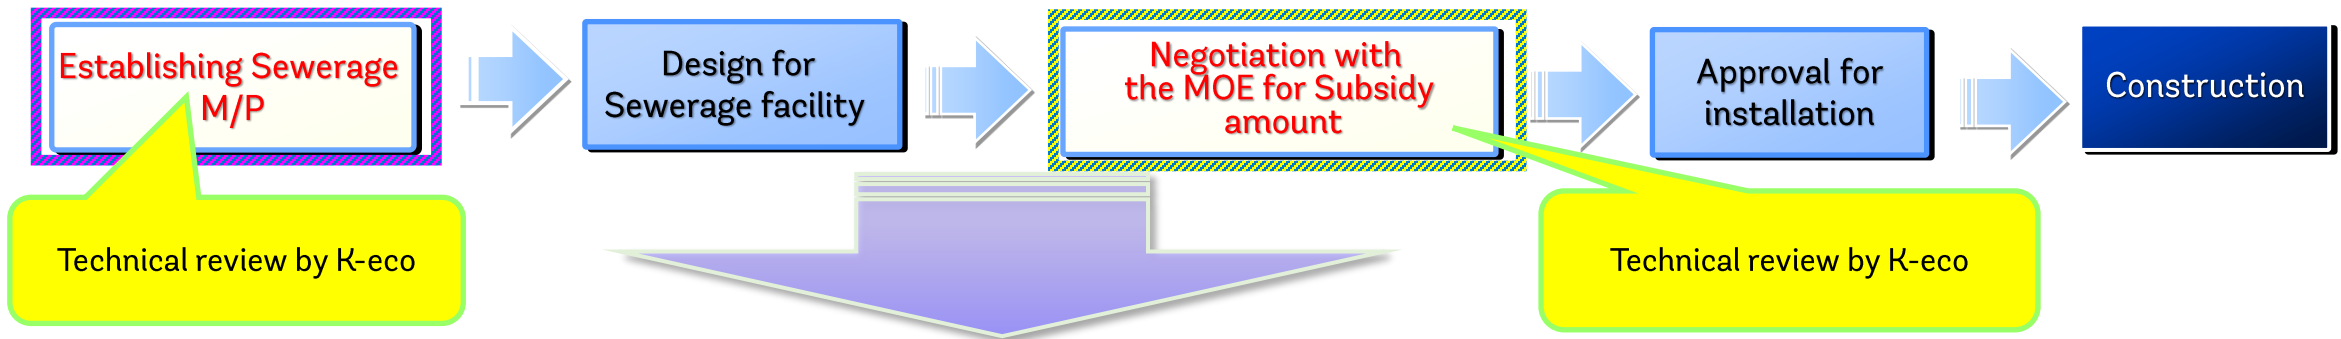 Establishing Sewerage
M/P
Design for
Sewerage facility
Negotiation with
the MOE for Subsidy
amount
Approval for
installation
Construction
Technical review by K-eco
Technical review by K-eco